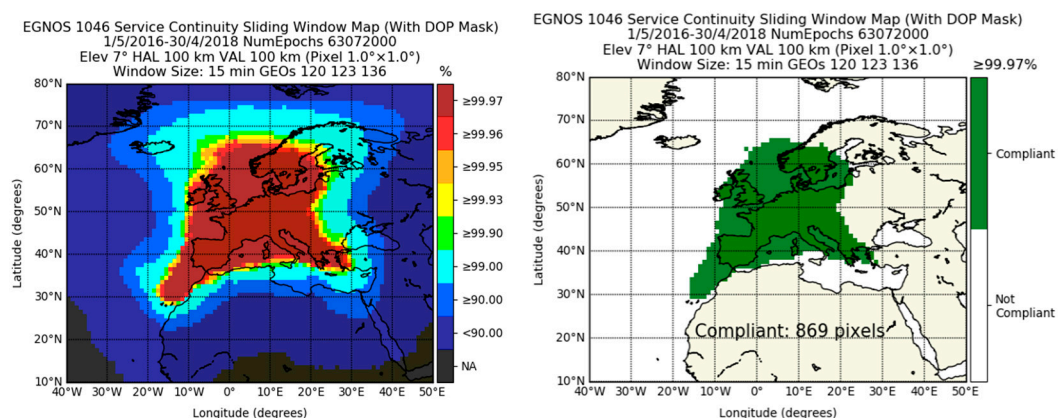 EGNOS 1046 Service Continuity Sliding Window Map (With DOP Mask)
1/5/2016-30/4/2018 NumEpochs 63072000
Elev 7° HAL 100 km VAL 100 km (Pixel 1.0°×1.0°)
Window Size: 15 min GEOs 120 123 136
%
80°N
70°N
60°N
50°N
40°N
30°N
20°N
10°N
Latitude (degrees)
40°W 30°W 20°W 10°W 0°E 10°E 20°E 30°E 40°E 50°E
Longitude (degrees)
≥99.97
≥99.96
≥99.95
≥99.93
≥99.90
≥99.00
≥90.00
<90.00
NA
EGNOS 1046 Service Continuity Sliding Window Map (With DOP Mask)
1/5/2016-30/4/2018 NumEpochs 63072000
Elev 7° HAL 100 km VAL 100 km (Pixel 1.0°×1.0°)
Window Size: 15 min GEOs 120 123 136
≥99.97%
80°N
70°N
60°N
50°N
40°N
30°N
20°N
10°N
Latitude (degrees)
Compliant: 869 pixels
40°W 30°W 20°W 10°W 0°E 10°E 20°E 30°E 40°E 50°E
Longitude (degrees)
Compliant
Not
Compliant